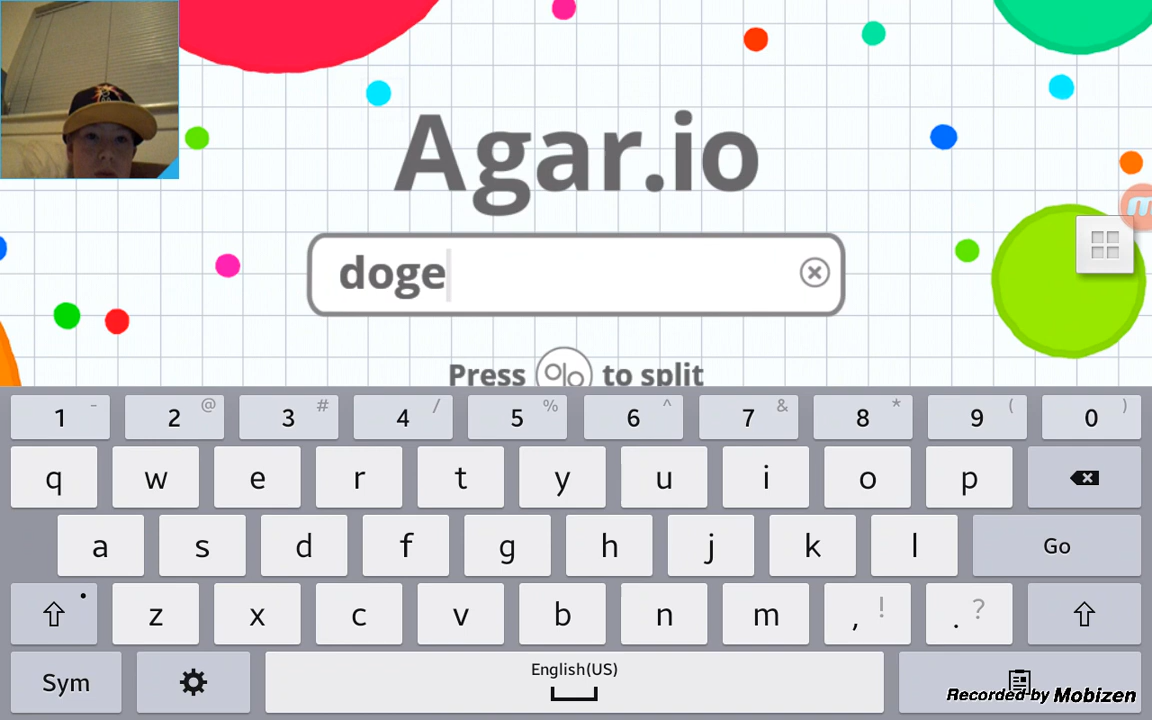 Agar.io
doge
Press to split
1 - 2 @ 3 # 4 / 5 % 6 ^ 7 & 8 * 9 ( 0 )
q w e r t y u i o p
a s d f g h j k l Go
z x c v b n m , ! . ?
Sym English(US)
Recorded by Mobizen